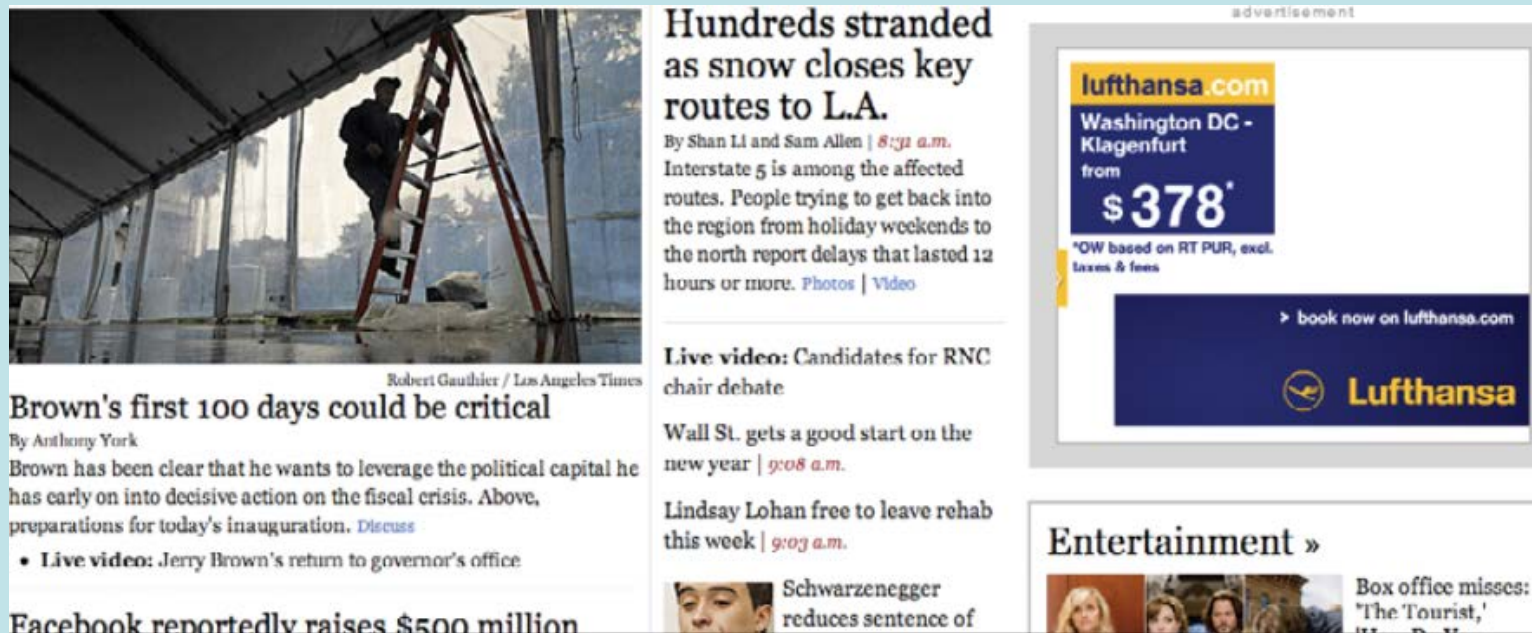 Robert Gauthier / Los Angeles Times
Brown's first 100 days could be critical
By Anthony York
Brown has been clear that he wants to leverage the political capital he
has early on into decisive action on the fiscal crisis. Above,
preparations for today's inauguration. Discuss
• Live video: Jerry Brown's return to governor's office
Facebook reportedly raises $500 million
Hundreds stranded
as snow closes key
routes to L.A.
By Shan Li and Sam Allen | 8:31 a.m.
Interstate 5 is among the affected
routes. People trying to get back into
the region from holiday weekends to
the north report delays that lasted 12
hours or more. Photos | Video
Live video: Candidates for RNC
chair debate
Wall St. gets a good start on the
new year | 9:08 a.m.
Lindsay Lohan free to leave rehab
this week | 9:03 a.m.
Schwarzenegger
reduces sentence of
advertisement
lufthansa.com
Washington DC -
Klagenfurt
from
$378*
*OW based on RT PUR, excl.
taxes & fees
> book now on lufthansa.com
Lufthansa
Entertainment »
Box office misses:
'The Tourist,'